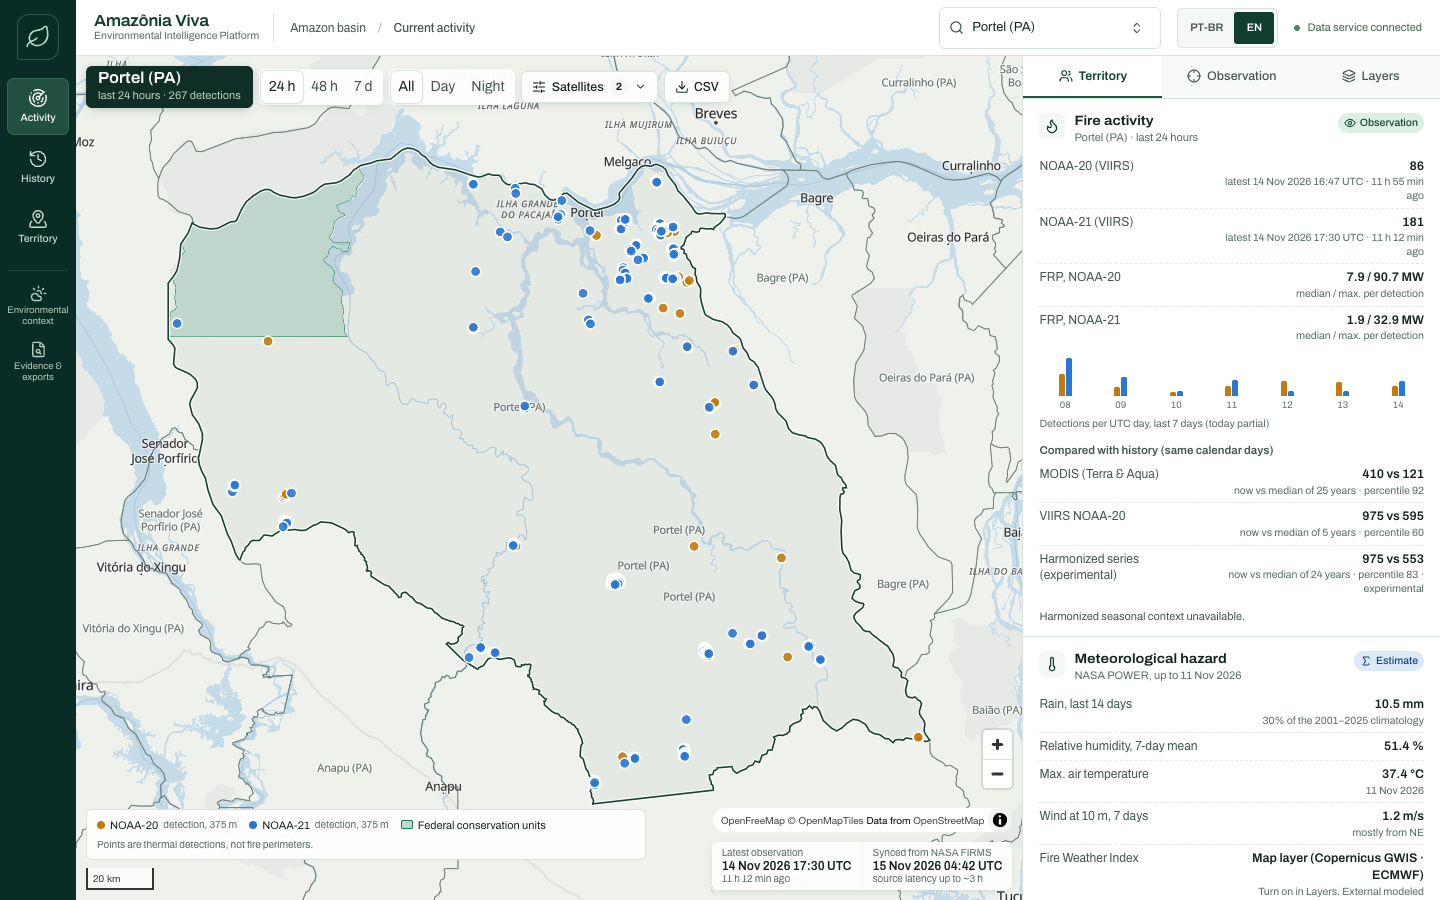 Amazônia Viva
Environmental Intelligence Platform
Amazon basin / Current activity
Portel (PA)
PT-BR EN
Data service connected
Activity
History
Territory
Environmental
context
Evidence &
exports
Portel (PA)
last 24 hours · 267 detections
24 h 48 h 7 d
All Day Night
Satellites 2
CSV
ILHA LAGUNA
ILHA MUJIRUM
Breves
ILHA BUIUÇU
Curralinho (PA)
São
Bo
Melgaço
Curralinho
Bagre
ILHA GRANDE
DO PACAJAÍ
Portel
Oeiras do Pará
Bagre (PA)
Oeiras do Pará (PA)
Portel (PA)
Senador
José Porfírio
Senador José
Porfírio (PA)
ILHA GRANDE
Vitória do Xingu
Portel (PA)
Portel (PA)
Portel (PA)
Bagre (PA)
ILHA DO BA
Vitória do Xingu (PA)
Baião (PA)
Anapu (PA)
Anapu
NOAA-20 detection, 375 m NOAA-21 detection, 375 m Federal conservation units
Points are thermal detections, not fire perimeters.
20 km
OpenFreeMap © OpenMapTiles Data from OpenStreetMap
Latest observation
14 Nov 2026 17:30 UTC
11 h 12 min ago
Synced from NASA FIRMS
15 Nov 2026 04:42 UTC
source latency up to ~3 h
Territory Observation Layers
Fire activity
Portel (PA) · last 24 hours
Observation
NOAA-20 (VIIRS) 86
latest 14 Nov 2026 16:47 UTC · 11 h 55 min
ago
NOAA-21 (VIIRS) 181
latest 14 Nov 2026 17:30 UTC · 11 h 12 min
ago
FRP, NOAA-20 7.9 / 90.7 MW
median / max. per detection
FRP, NOAA-21 1.9 / 32.9 MW
median / max. per detection
08 09 10 11 12 13 14
Detections per UTC day, last 7 days (today partial)
Compared with history (same calendar days)
MODIS (Terra & Aqua) 410 vs 121
now vs median of 25 years · percentile 92
VIIRS NOAA-20 975 vs 595
now vs median of 5 years · percentile 60
Harmonized series
(experimental)
975 vs 553
now vs median of 24 years · percentile 83 ·
experimental
Harmonized seasonal context unavailable.
Meteorological hazard
NASA POWER, up to 11 Nov 2026
Estimate
Rain, last 14 days 10.5 mm
30% of the 2001–2025 climatology
Relative humidity, 7-day mean 51.4 %
Max. air temperature 37.4 °C
11 Nov 2026
Wind at 10 m, 7 days 1.2 m/s
mostly from NE
Fire Weather Index
Map layer (Copernicus GWIS ·
ECMWF)
Turn on in Layers. External modeled